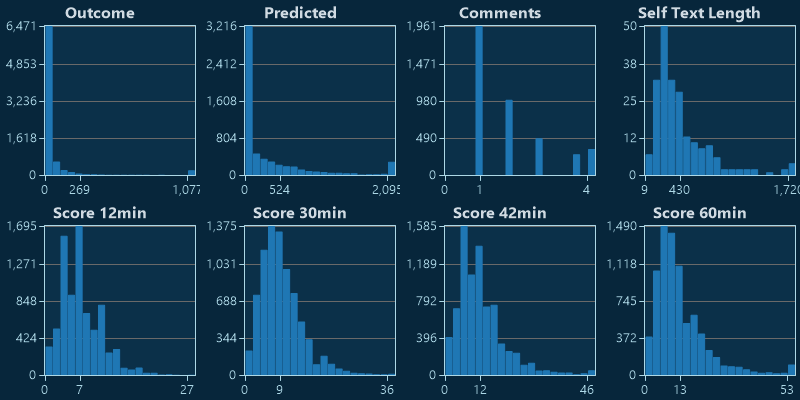 Outcome
6,471
4,853
3,236
1,618
0
0 269 1,077
Predicted
3,216
2,412
1,608
804
0
0 524 2,095
Comments
1,961
1,471
980
490
0
0 1 4
Self Text Length
50
38
25
12
0
9 430 1,720
Score 12min
1,695
1,271
848
424
0
0 7 27
Score 30min
1,375
1,031
688
344
0
0 9 36
Score 42min
1,585
1,189
792
396
0
0 12 46
Score 60min
1,490
1,118
745
372
0
0 13 53